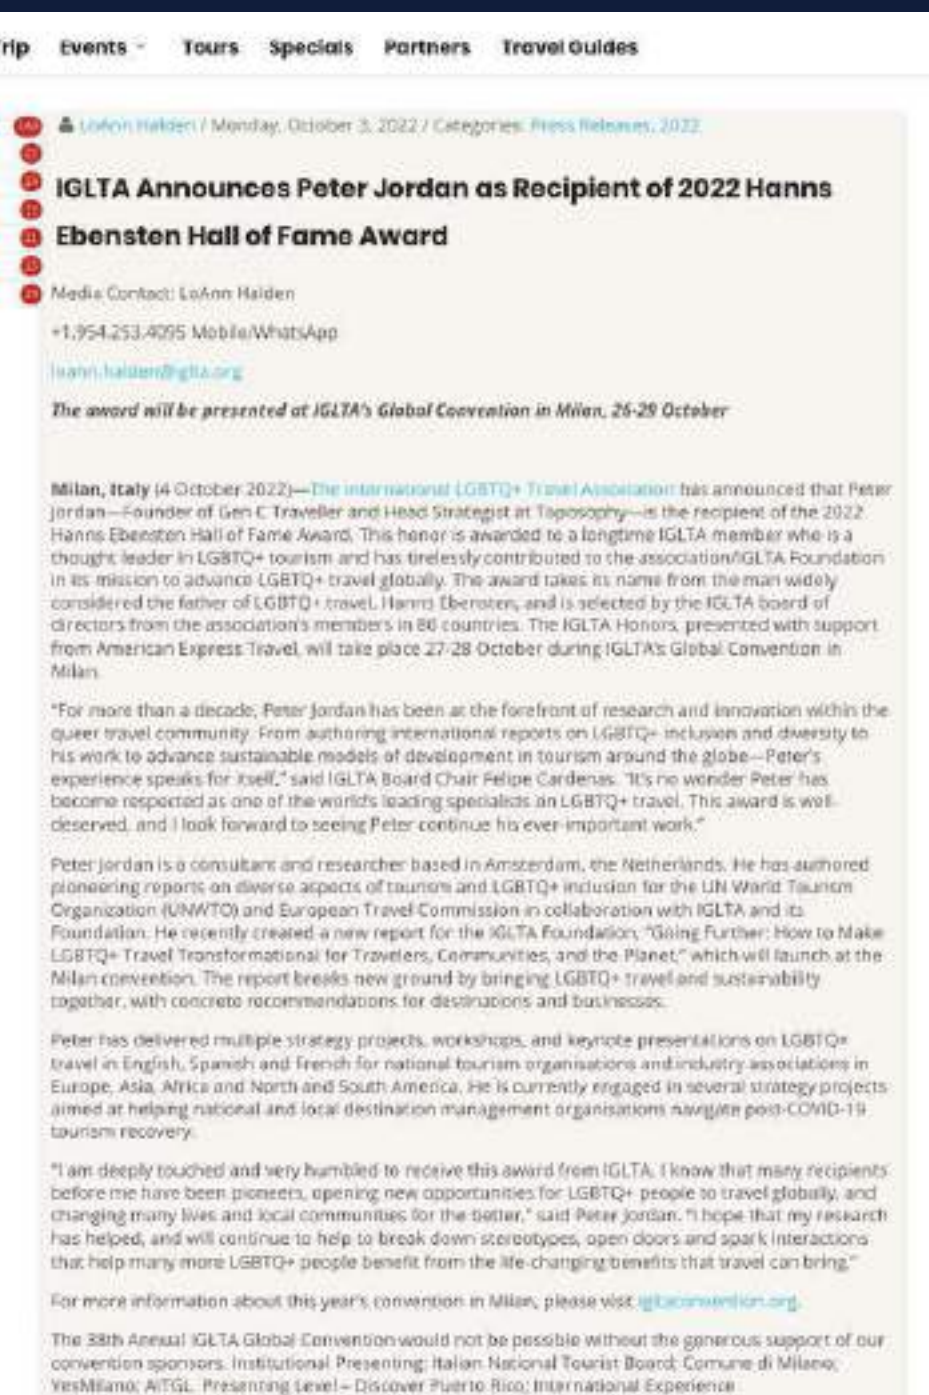 rip Events Tours Specials Partners Travel Guides
LoAnn Halden / Monday, October 3, 2022 / Categories: Press Releases, 2022
IGLTA Announces Peter Jordan as Recipient of 2022 Hanns
Ebensten Hall of Fame Award
Media Contact: LoAnn Halden
+1.954.253.4095 Mobile/WhatsApp
loann.halden@iglta.org
The award will be presented at IGLTA's Global Convention in Milan, 26-29 October
Milan, Italy (4 October 2022)—The International LGBTQ+ Travel Association has announced that Peter
Jordan—Founder of Gen C Traveller and Head Strategist at Toposophy—is the recipient of the 2022
Hanns Ebensten Hall of Fame Award. This honor is awarded to a longtime IGLTA member who is a
thought leader in LGBTQ+ tourism and has tirelessly contributed to the association/IGLTA Foundation
in its mission to advance LGBTQ+ travel globally. The award takes its name from the man widely
considered the father of LGBTQ+ travel, Hanns Ebensten, and is selected by the IGLTA board of
directors from the association's members in 80 countries. The IGLTA Honors, presented with support
from American Express Travel, will take place 27-28 October during IGLTA's Global Convention in
Milan.
"For more than a decade, Peter Jordan has been at the forefront of research and innovation within the
queer travel community. From authoring international reports on LGBTQ+ inclusion and diversity to
his work to advance sustainable models of development in tourism around the globe—Peter's
experience speaks for itself," said IGLTA Board Chair Felipe Cardenas. "It's no wonder Peter has
become respected as one of the world's leading specialists on LGBTQ+ travel. This award is well-
deserved, and I look forward to seeing Peter continue his ever-important work."
Peter Jordan is a consultant and researcher based in Amsterdam, the Netherlands. He has authored
pioneering reports on diverse aspects of tourism and LGBTQ+ inclusion for the UN World Tourism
Organization (UNWTO) and European Travel Commission in collaboration with IGLTA and its
Foundation. He recently created a new report for the IGLTA Foundation, "Going Further: How to Make
LGBTQ+ Travel Transformational for Travelers, Communities, and the Planet," which will launch at the
Milan convention. The report breaks new ground by bringing LGBTQ+ travel and sustainability
together, with concrete recommendations for destinations and businesses.
Peter has delivered multiple strategy projects, workshops, and keynote presentations on LGBTQ+
travel in English, Spanish and French for national tourism organisations and industry associations in
Europe, Asia, Africa and North and South America. He is currently engaged in several strategy projects
aimed at helping national and local destination management organisations navigate post-COVID-19
tourism recovery.
"I am deeply touched and very humbled to receive this award from IGLTA. I know that many recipients
before me have been pioneers, opening new opportunities for LGBTQ+ people to travel globally, and
changing many lives and local communities for the better," said Peter Jordan. "I hope that my research
has helped, and will continue to help to break down stereotypes, open doors and spark interactions
that help many more LGBTQ+ people benefit from the life-changing benefits that travel can bring."
For more information about this year's convention in Milan, please visit igltaconvention.org.
The 38th Annual IGLTA Global Convention would not be possible without the generous support of our
convention sponsors. Institutional Presenting: Italian National Tourist Board; Comune di Milano;
YesMilano; AITGL. Presenting Level – Discover Puerto Rico; International Experience